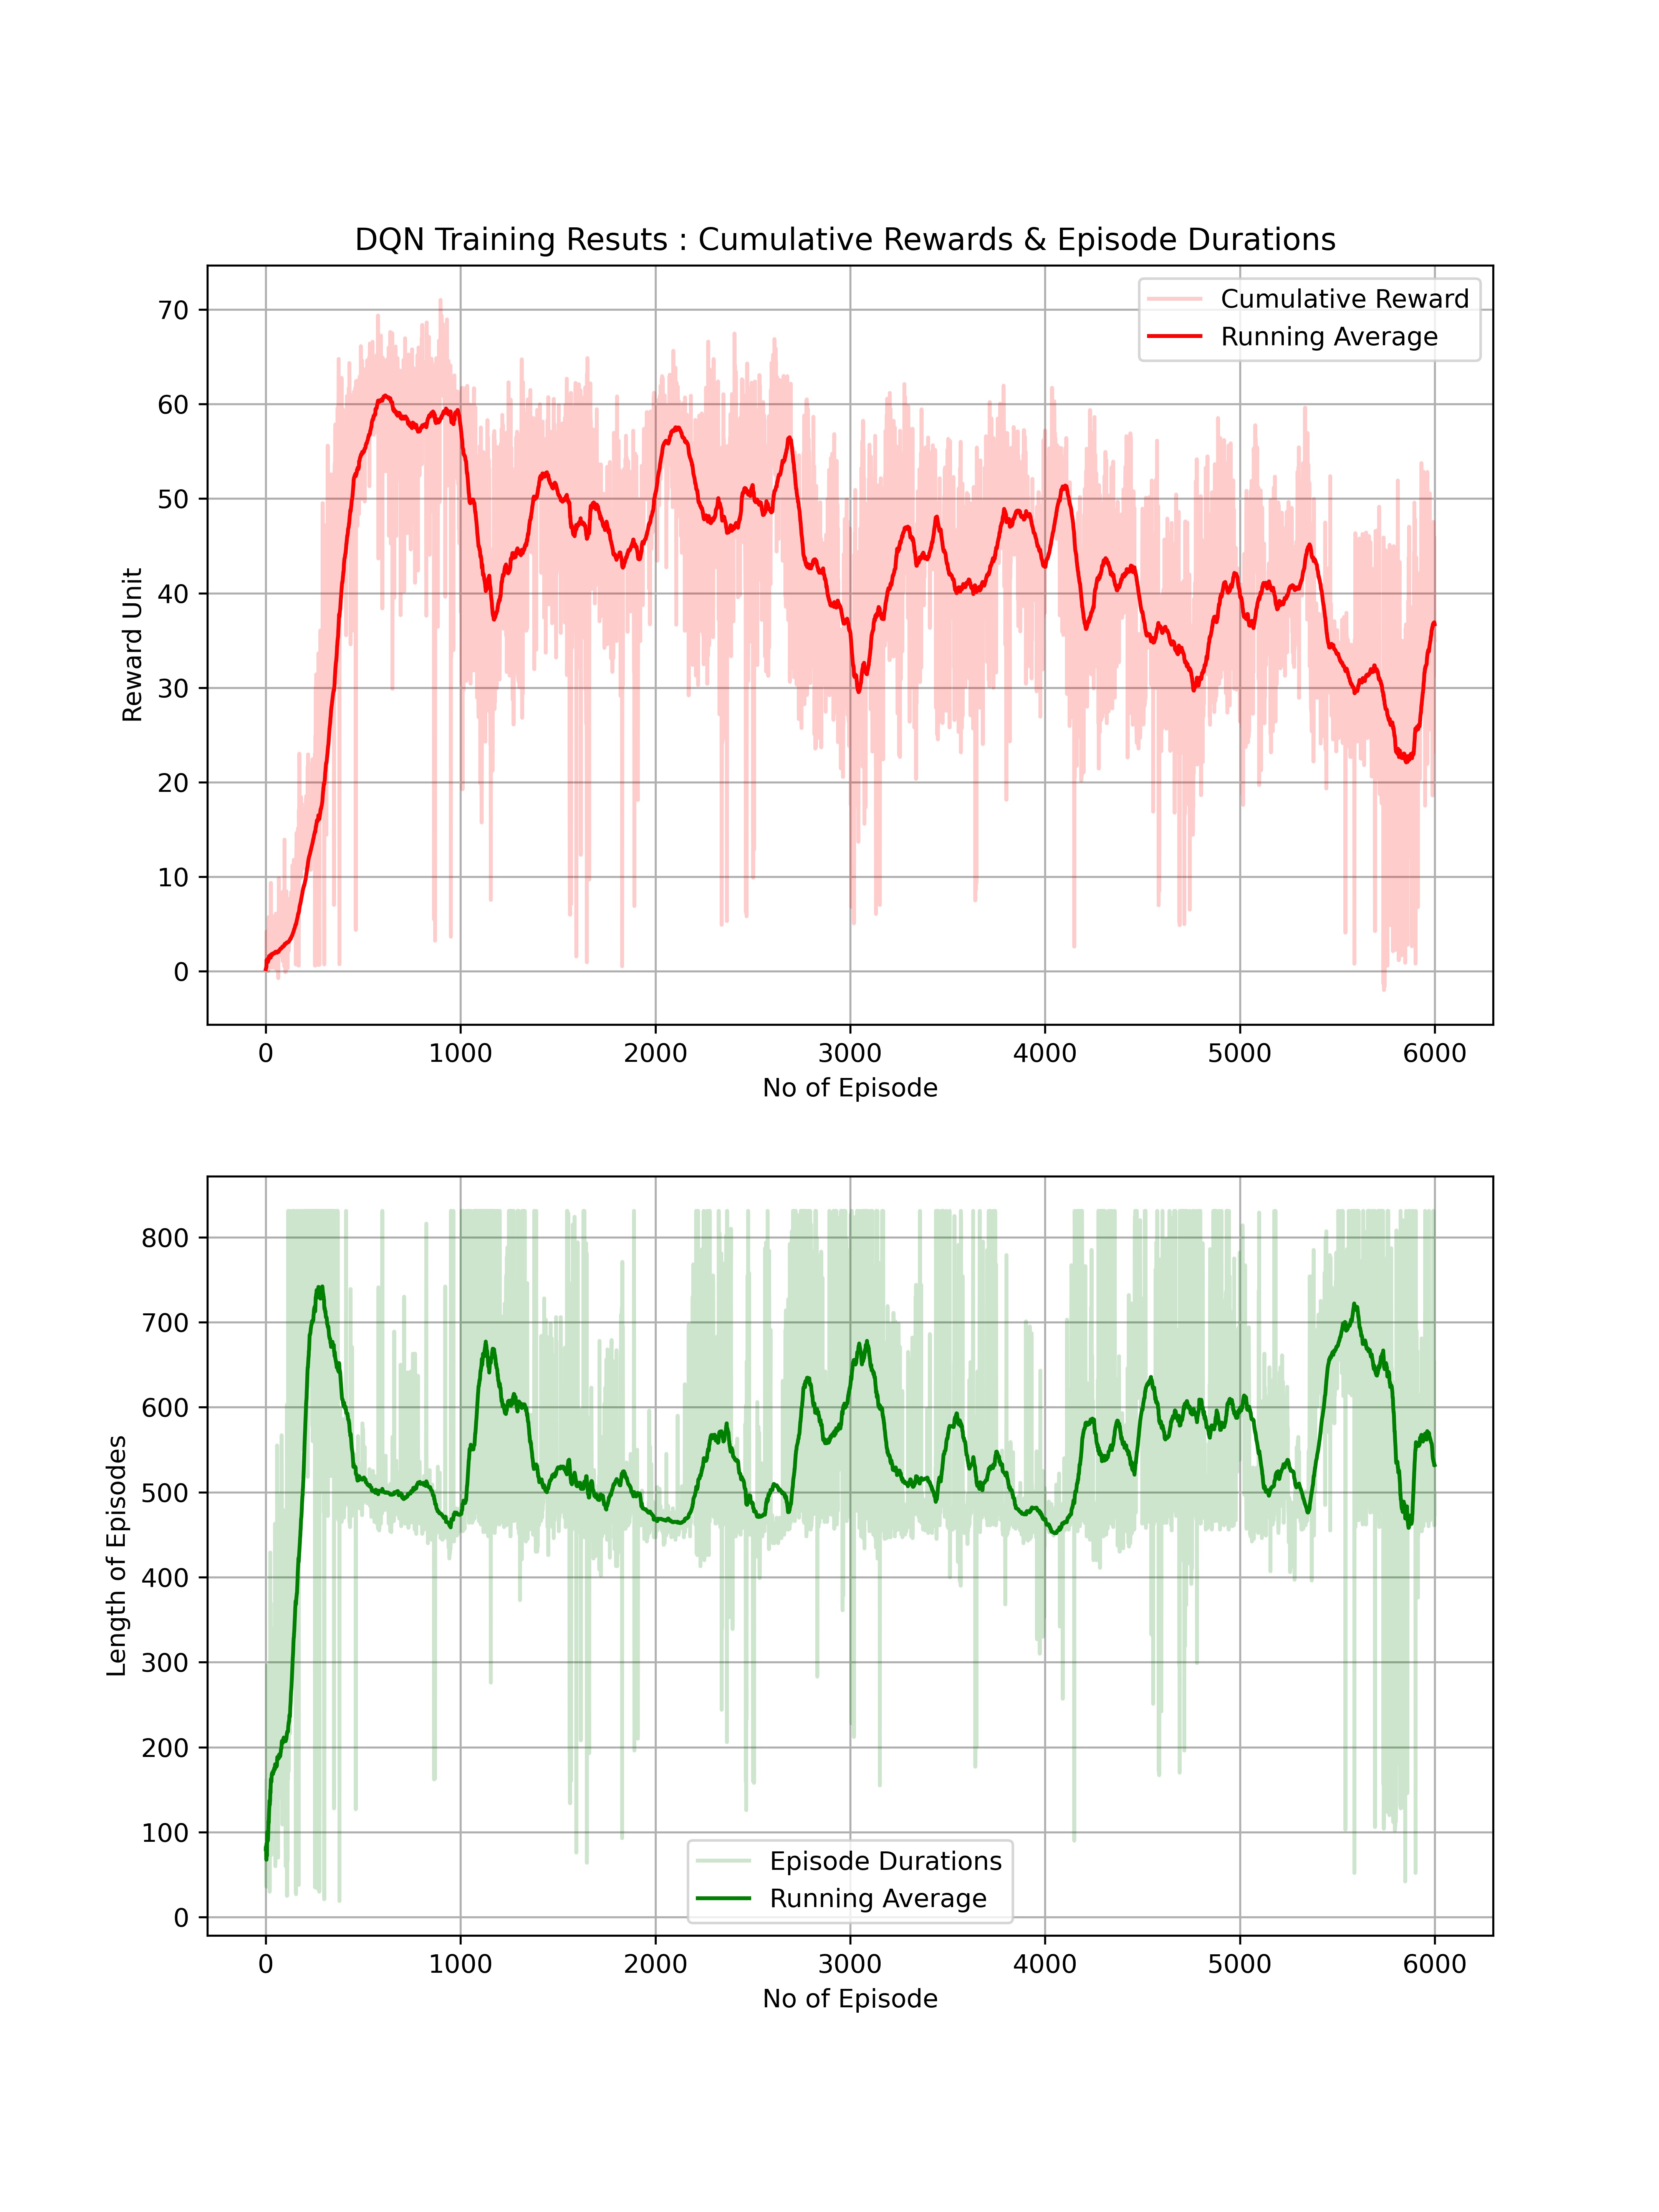 DQN Training Resuts : Cumulative Rewards & Episode Durations
Cumulative Reward
Running Average
70
60
50
40
30
20
10
0
Reward Unit
0 1000 2000 3000 4000 5000 6000
No of Episode
800
700
600
500
400
300
200
100
0
Length of Episodes
Episode Durations
Running Average
0 1000 2000 3000 4000 5000 6000
No of Episode